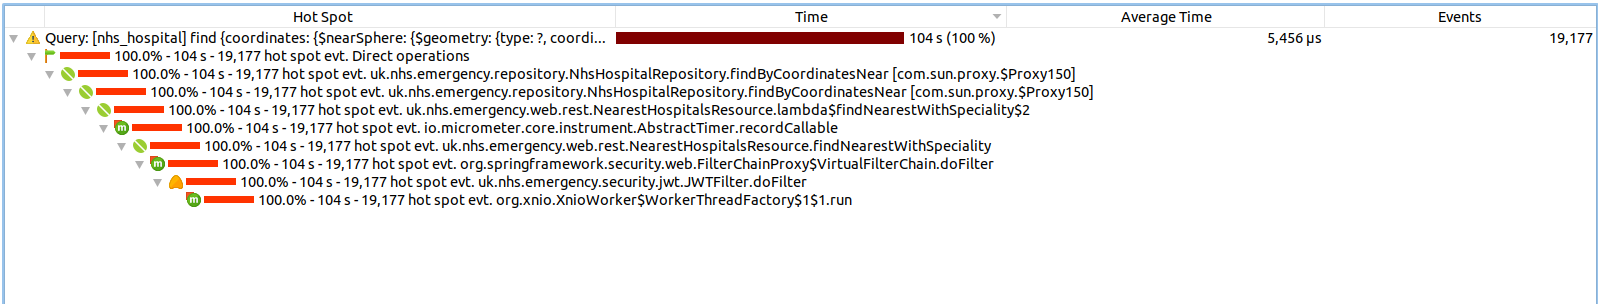 Hot Spot Time Average Time Events
Query: [nhs_hospital] find {coordinates: {$nearSphere: {$geometry: {type: ?, coordi... 104 s (100 %) 5,456 µs 19,177
100.0% - 104 s - 19,177 hot spot evt. Direct operations
100.0% - 104 s - 19,177 hot spot evt. uk.nhs.emergency.repository.NhsHospitalRepository.findByCoordinatesNear [com.sun.proxy.$Proxy150]
100.0% - 104 s - 19,177 hot spot evt. uk.nhs.emergency.repository.NhsHospitalRepository.findByCoordinatesNear [com.sun.proxy.$Proxy150]
100.0% - 104 s - 19,177 hot spot evt. uk.nhs.emergency.web.rest.NearestHospitalsResource.lambda$findNearestWithSpeciality$2
m 100.0% - 104 s - 19,177 hot spot evt. io.micrometer.core.instrument.AbstractTimer.recordCallable
100.0% - 104 s - 19,177 hot spot evt. uk.nhs.emergency.web.rest.NearestHospitalsResource.findNearestWithSpeciality
m 100.0% - 104 s - 19,177 hot spot evt. org.springframework.security.web.FilterChainProxy$VirtualFilterChain.doFilter
100.0% - 104 s - 19,177 hot spot evt. uk.nhs.emergency.security.jwt.JWTFilter.doFilter
m 100.0% - 104 s - 19,177 hot spot evt. org.xnio.XnioWorker$WorkerThreadFactory$1$1.run